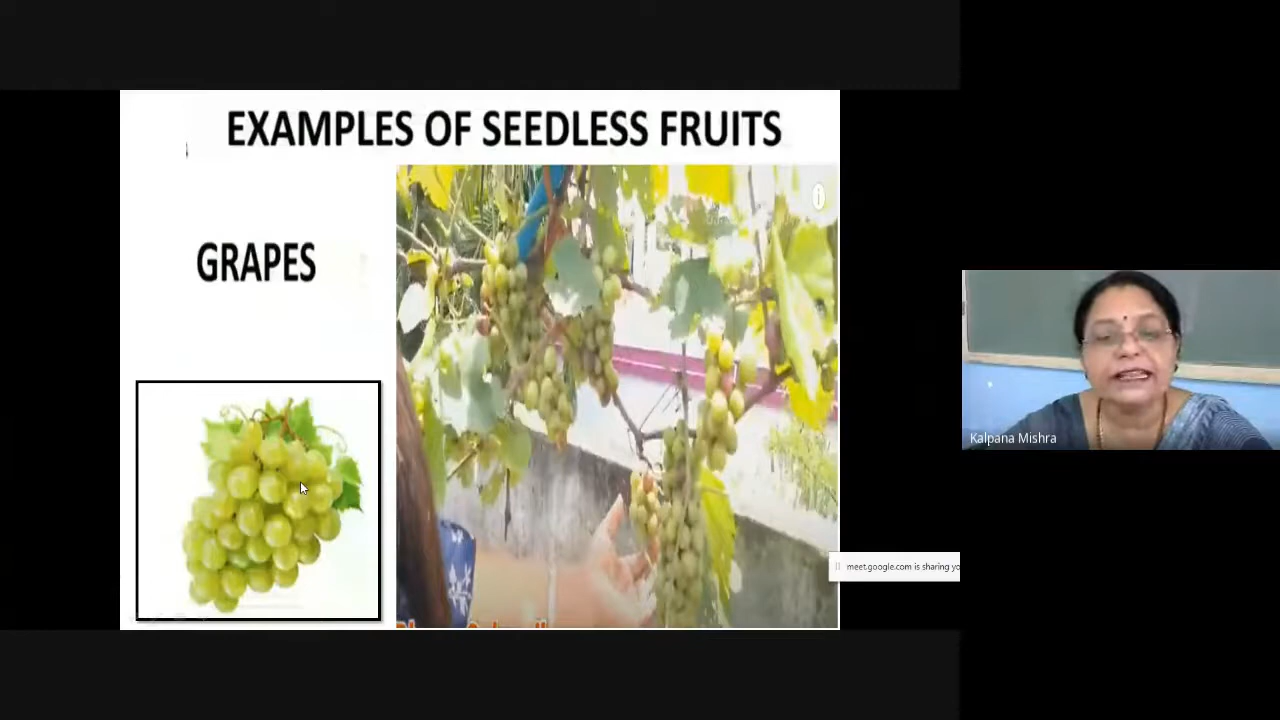 EXAMPLES OF SEEDLESS FRUITS
GRAPES
Kalpana Mishra
meet.google.com is sharing yo